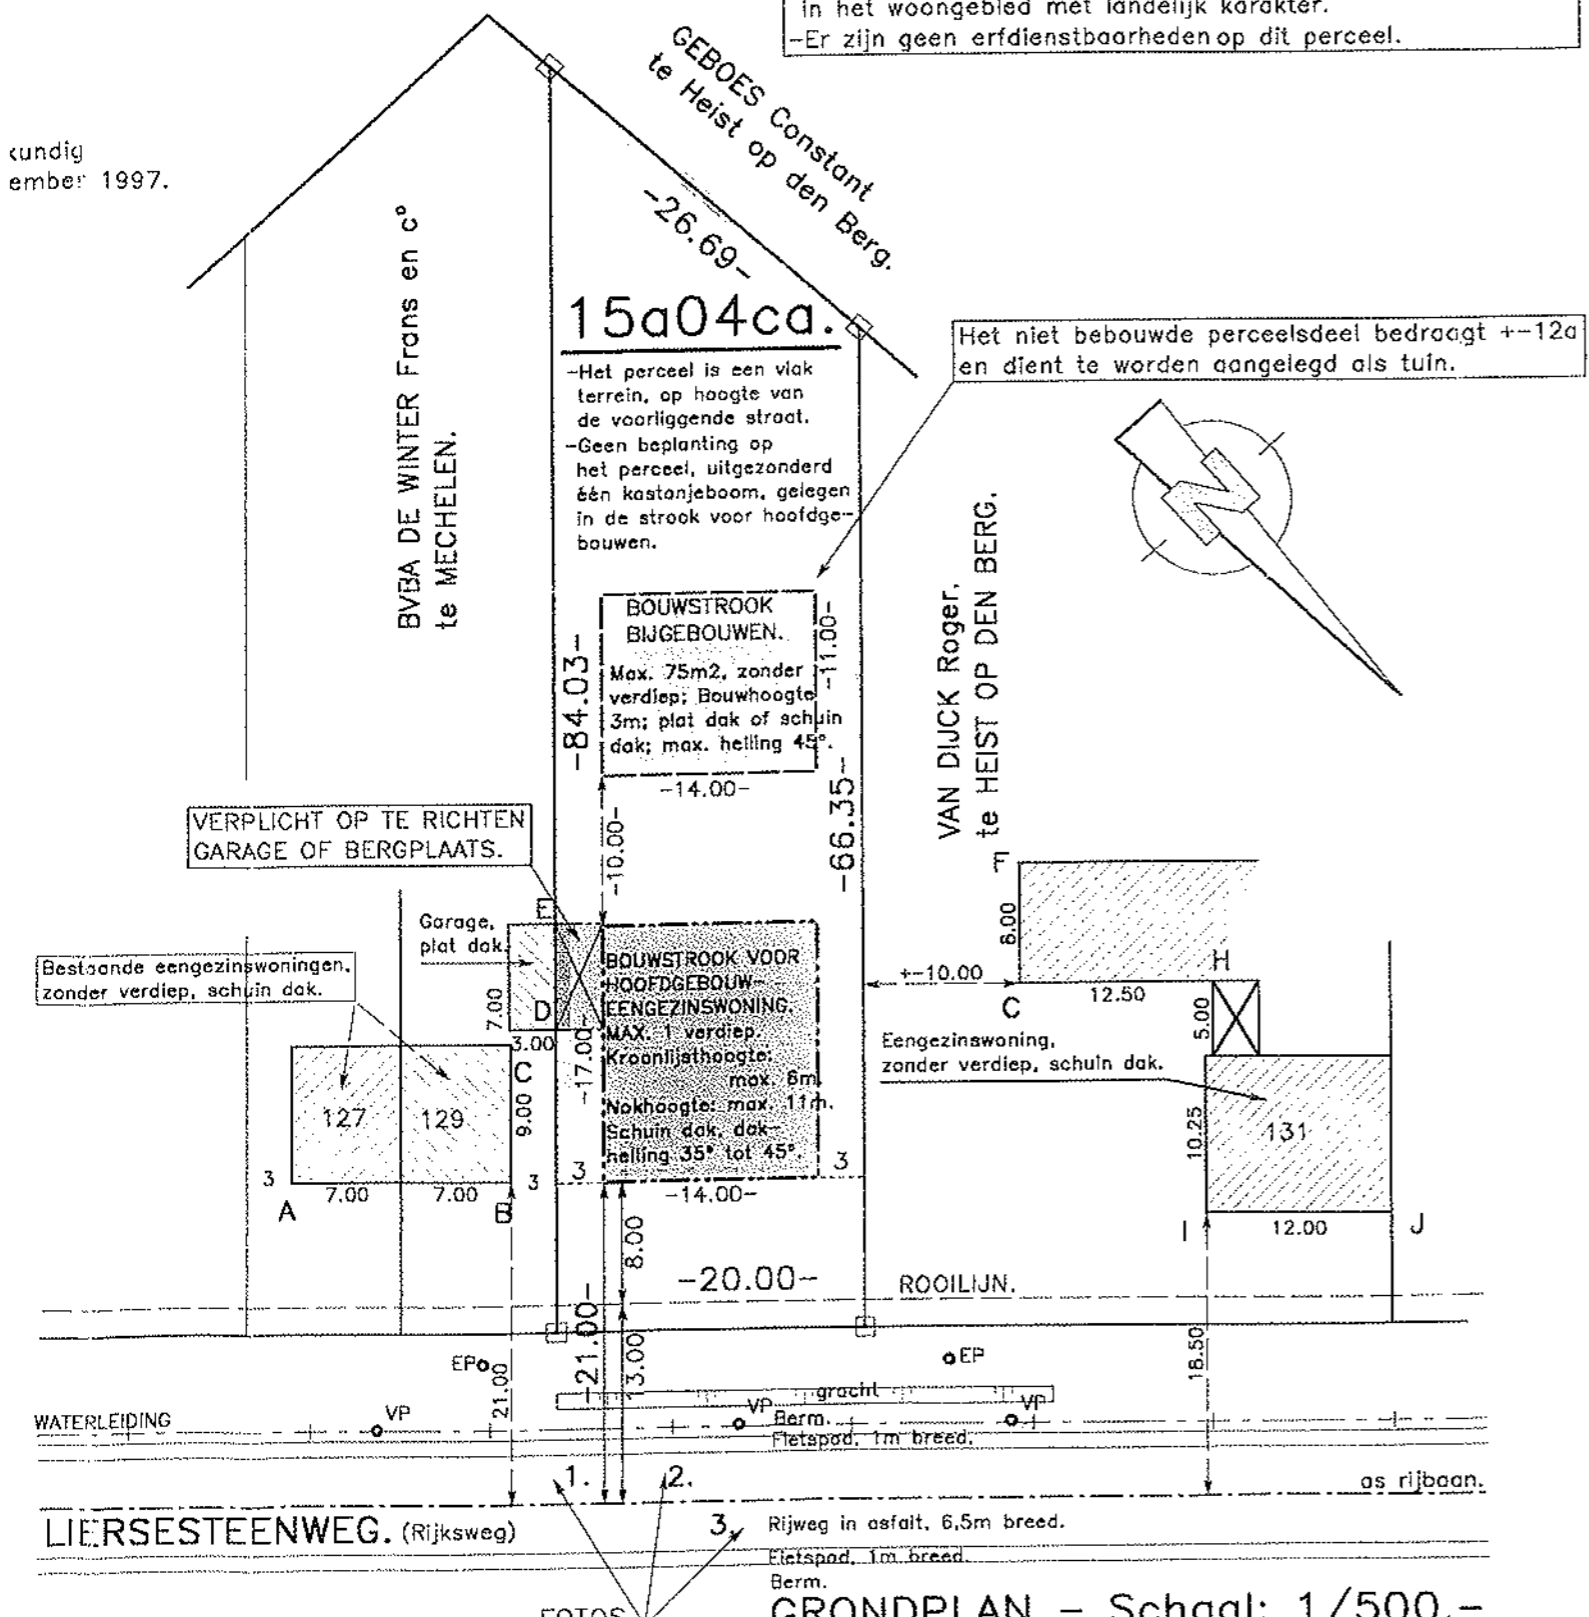 in het woongebied met landelijk karakter.
-Er zijn geen erfdienstbaarheden op dit perceel.
kundig
ember 1997.
GEBOES Constant
te Heist op den Berg.
-26.69-
BVBA DE WINTER Frans en c°
te MECHELEN.
15a04ca.
-Het perceel is een vlak
terrein, op hoogte van
de voorliggende straat.
-Geen beplanting op
het perceel, uitgezonderd
één kastanjeboom, gelegen
in de strook voor hoofdge-
bouwen.
Het niet bebouwde perceelsdeel bedraagt +-12a
en dient te worden aangelegd als tuin.
N
VAN DIJCK Roger.
te HEIST OP DEN BERG.
BOUWSTROOK
BIJGEBOUWEN.
Max. 75m2, zonder
verdiep; Bouwhoogte
3m; plat dak of schuin
dak; max. helling 45°.
-11.00-
-84.03-
-14.00-
-66.35-
-10.00-
VERPLICHT OP TE RICHTEN
GARAGE OF BERGPLAATS.
Garage,
plat dak.
E
D
7.00
3.00
Bestaande eengezinswoningen,
zonder verdiep, schuin dak.
127
129
C
9.00
3
7.00
7.00
3
A
B
BOUWSTROOK VOOR
HOOFDGEBOUW-
EENGEZINSWONING.
MAX. 1 verdiep.
Kroonlijsthoogte:
max. 6m.
Nokhoogte: max. 11m.
Schuin dak, dak-
helling 35° tot 45°.
-17.00-
3
3
-14.00-
+-10.00
F
8.00
C
12.50
H
5.00
Eengezinswoning,
zonder verdiep, schuin dak.
10.25
131
I
12.00
J
8.00
-20.00-
ROOILIJN.
-21.00-
3.00
21.00
18.50
EP
EP
gracht
WATERLEIDING
VP
VP
VP
Berm.
Fietspad, 1m breed.
1.
2.
as rijbaan.
LIERSESTEENWEG. (Rijksweg)
3.
Rijweg in asfalt, 6,5m breed.
Fietspad, 1m breed.
Berm.
FOTOS
GRONDPLAN - Schaal: 1/500.-